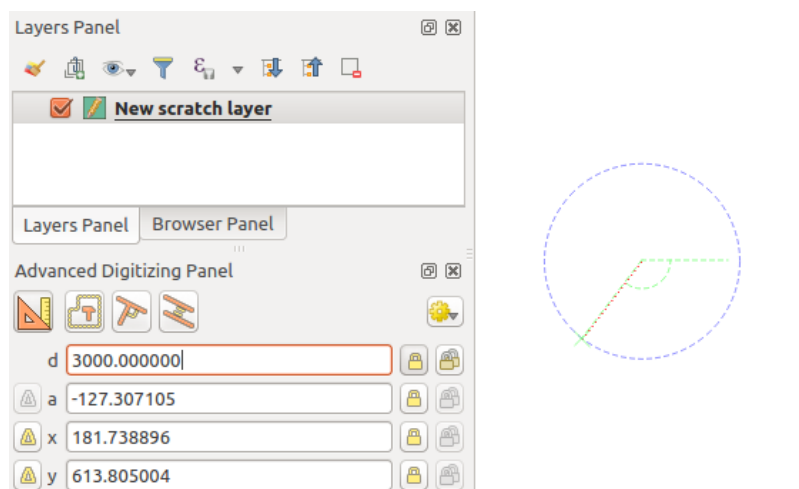 Layers Panel
New scratch layer
Layers Panel
Browser Panel
Advanced Digitizing Panel
d 3000.000000
a -127.307105
x 181.738896
y 613.805004